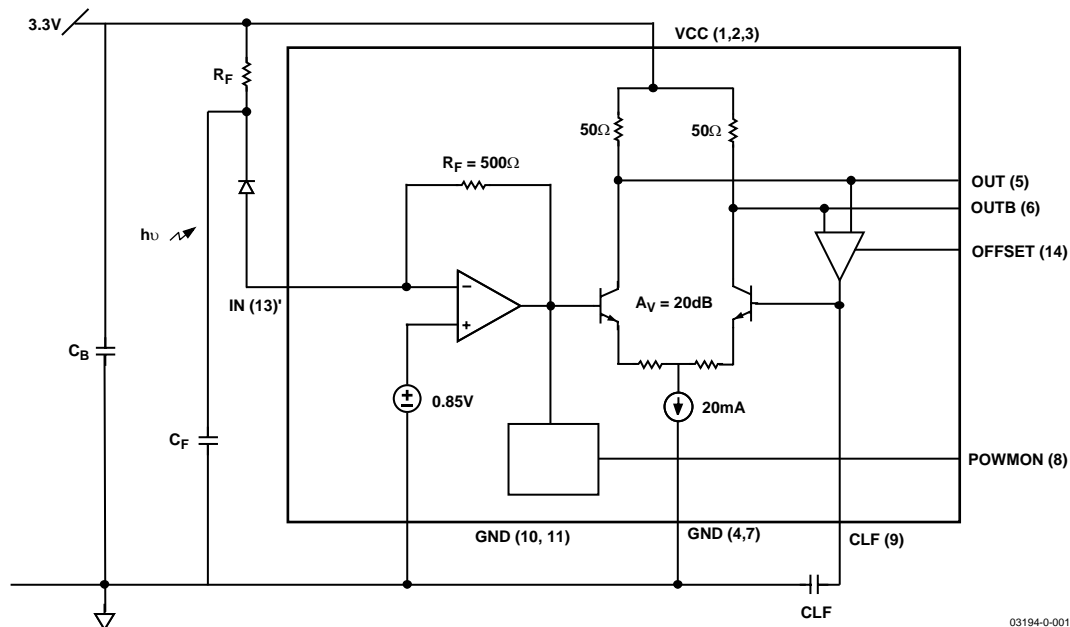 3.3V
VCC (1,2,3)
RF
50Ω
50Ω
RF = 500Ω
OUT (5)
OUTB (6)
hυ
OFFSET (14)
IN (13)'
−
AV = 20dB
+
CB
0.85V
20mA
CF
POWMON (8)
GND (10, 11)
GND (4,7)
CLF (9)
CLF
03194-0-001